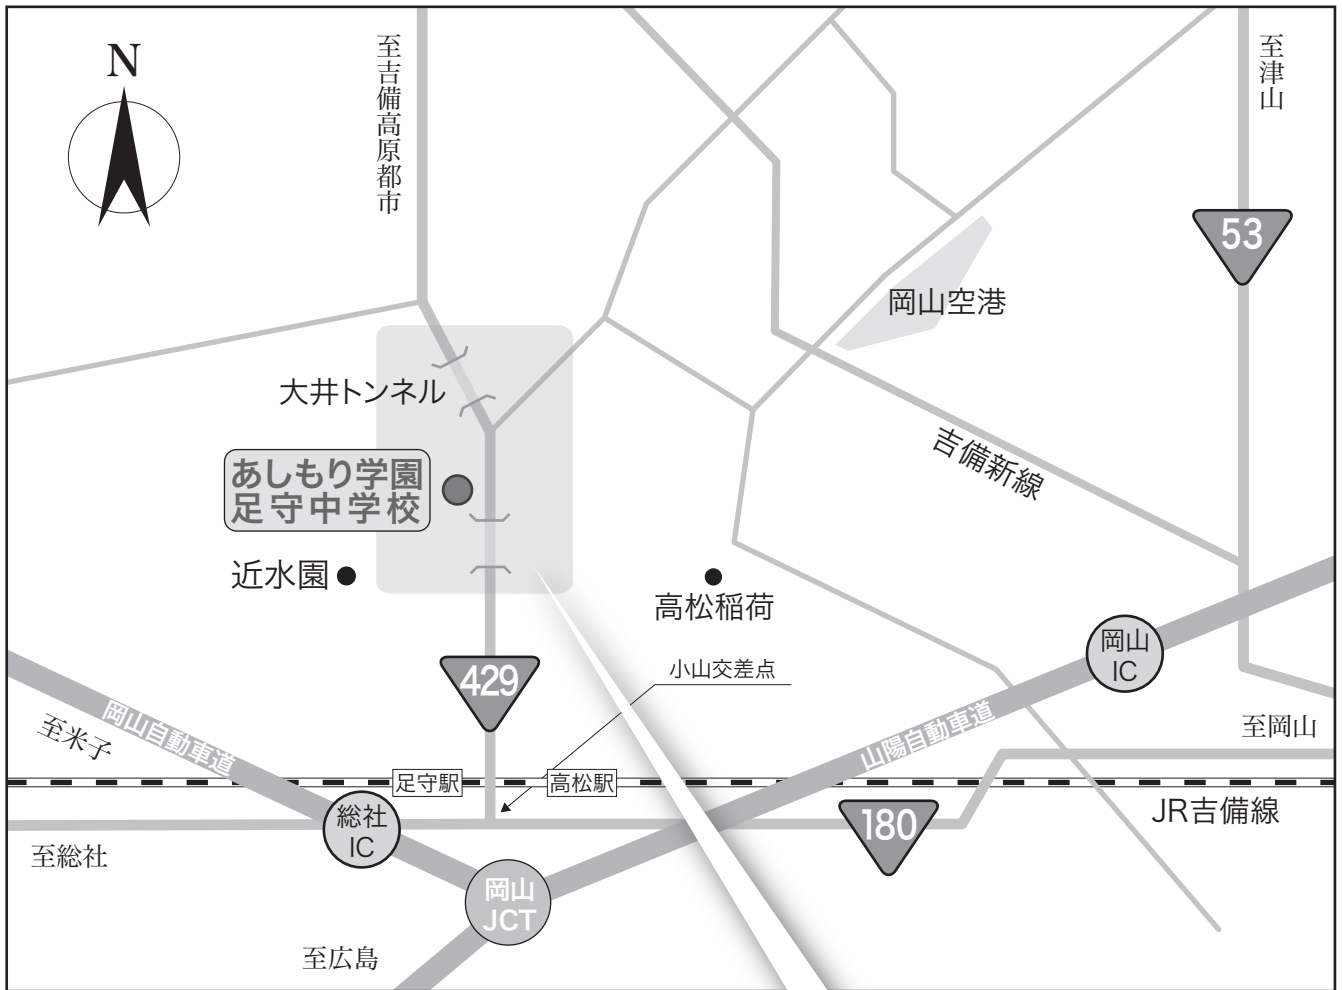 N
至吉備高原都市
至津山
53
岡山空港
大井トンネル
吉備新線
あしもり学園
足守中学校
近水園
高松稲荷
岡山
IC
429
小山交差点
至米子
岡山自動車道
山陽自動車道
至岡山
足守駅
高松駅
JR吉備線
総社
IC
180
至総社
岡山
JCT
至広島